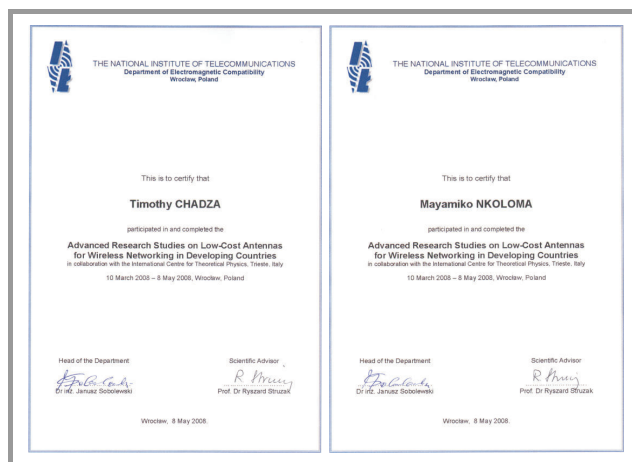 THE NATIONAL INSTITUTE OF TELECOMMUNICATIONS
Department of Electromagnetic Compatibility
Wroclaw, Poland
This is to certify that
Timothy CHADZA
participated in and completed the
Advanced Research Studies on Low-Cost Antennas
for Wireless Networking in Developing Countries
in collaboration with the International Centre for Theoretical Physics, Trieste, Italy
10 March 2008 – 8 May 2008, Wrocław, Poland
Head of the Department
Scientific Advisor
Dr inż. Janusz Sobolewski
Prof. Dr Ryszard Struzak
Wrocław, 8 May 2008.
THE NATIONAL INSTITUTE OF TELECOMMUNICATIONS
Department of Electromagnetic Compatibility
Wroclaw, Poland
This is to certify that
Mayamiko NKOLOMA
participated in and completed the
Advanced Research Studies on Low-Cost Antennas
for Wireless Networking in Developing Countries
in collaboration with the International Centre for Theoretical Physics, Trieste, Italy
10 March 2008 – 8 May 2008, Wrocław, Poland
Head of the Department
Scientific Advisor
Dr inż. Janusz Sobolewski
Prof. Dr Ryszard Struzak
Wrocław, 8 May 2008.